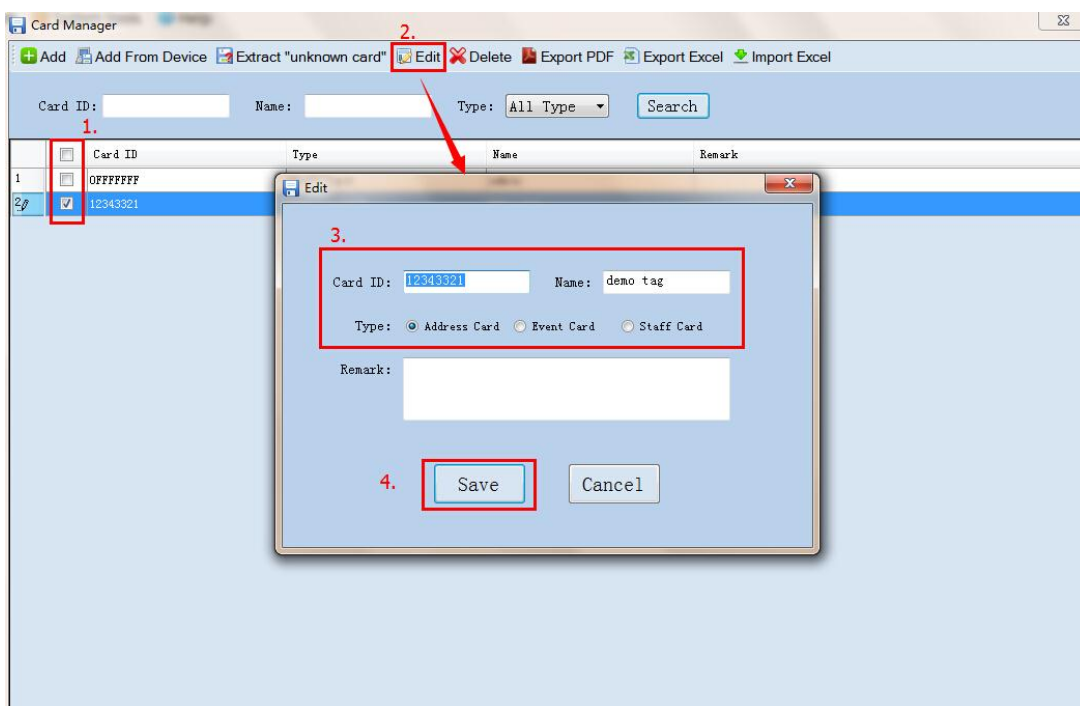 Card Manager
2.
Add Add From Device Extract "unknown card" Edit Delete Export PDF Export Excel Import Excel
Card ID: Name: Type: All Type Search
1.
Card ID Type Name Remark
1 0FFFFFFF
2 12343321
Edit
3.
Card ID: 12343321 Name: demo tag
Type: Address Card Event Card Staff Card
Remark:
4. Save Cancel